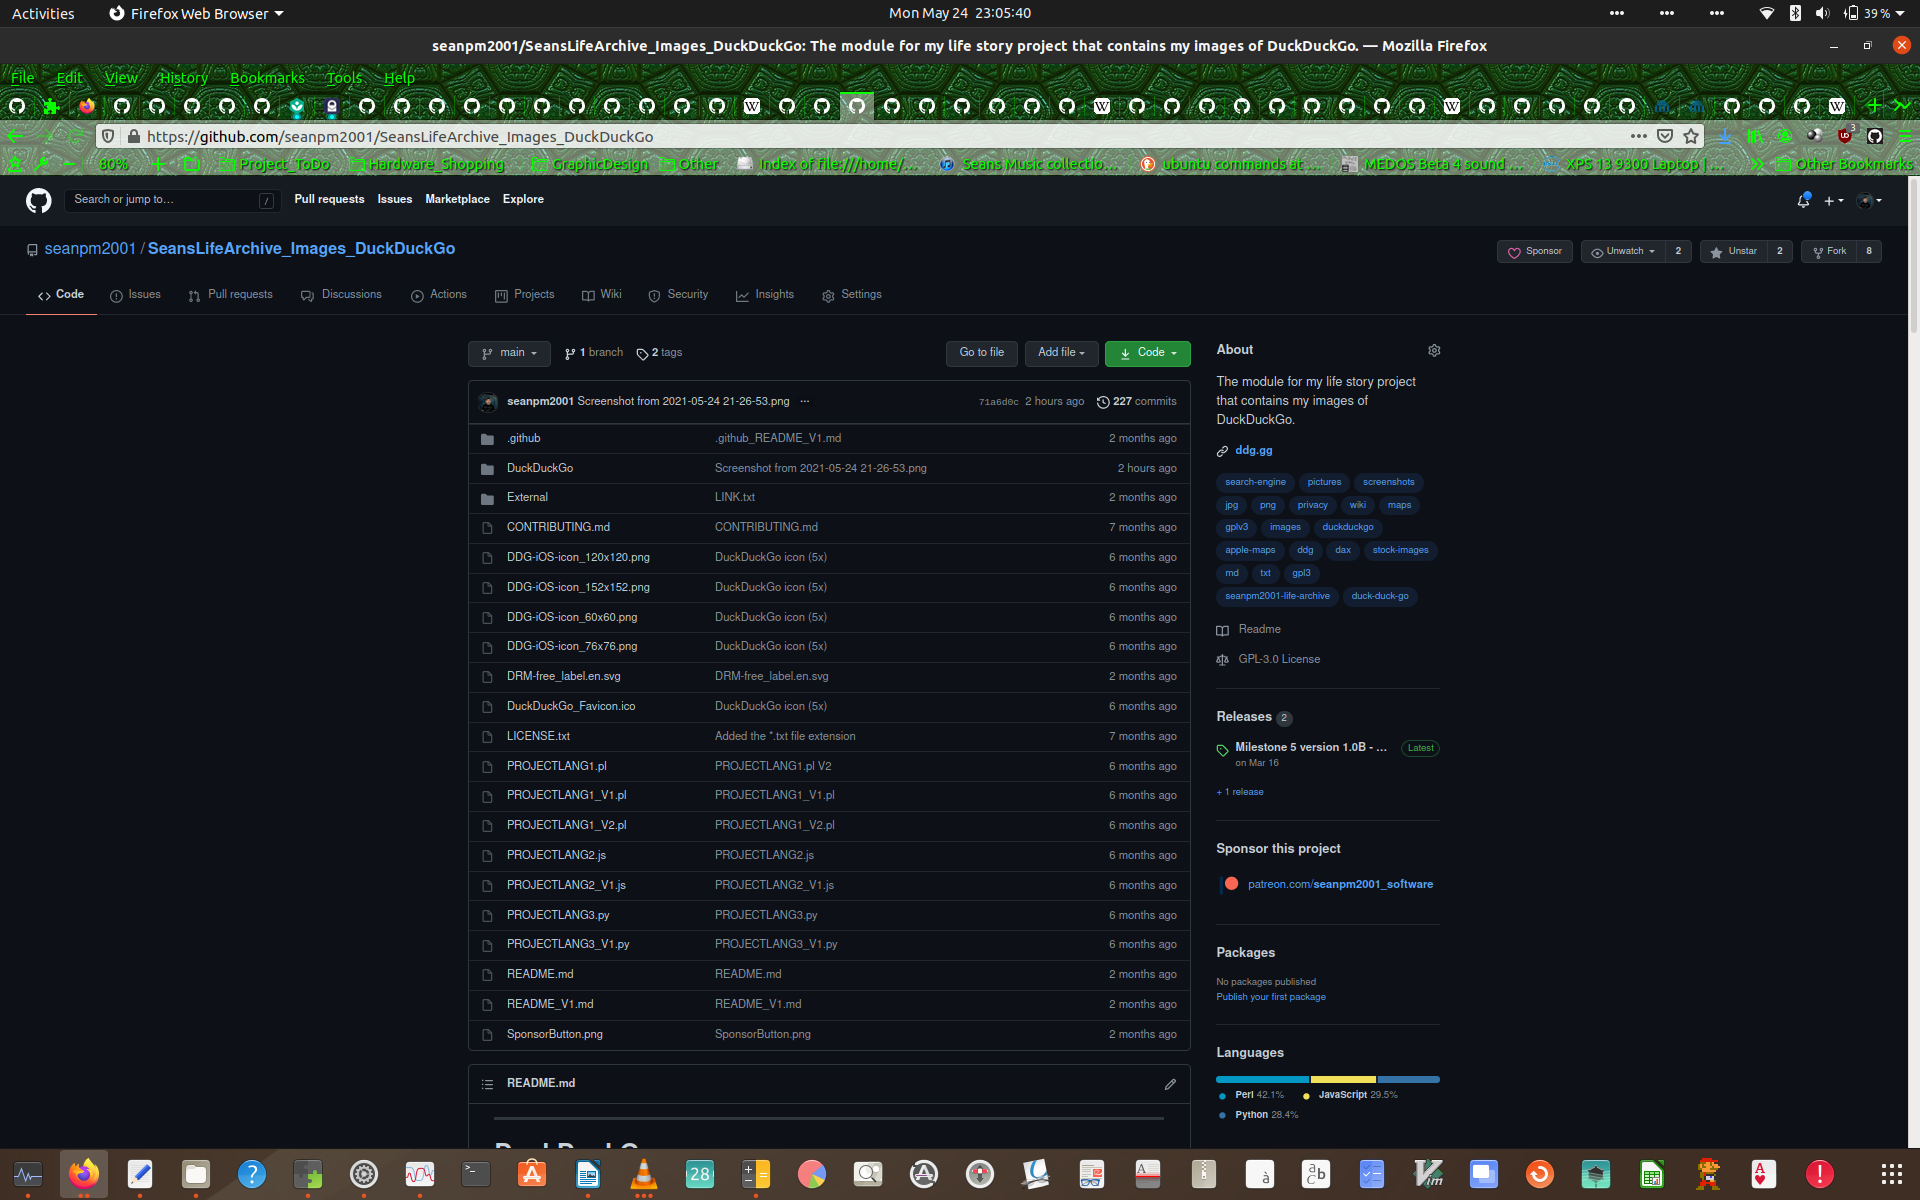 Activities Firefox Web Browser Mon May 24 23:05:40 39 %
seanpm2001/SeansLifeArchive_Images_DuckDuckGo: The module for my life story project that contains my images of DuckDuckGo. — Mozilla Firefox
File Edit View History Bookmarks Tools Help
https://github.com/seanpm2001/SeansLifeArchive_Images_DuckDuckGo 3
80% Project_ToDo Hardware_Shopping GraphicDesign Other Index of file:///home/... Seans Music collectio... ubuntu commands at ... MEDOS Beta 4 sound ... XPS 13 9300 Laptop | ... Other Bookmarks
Search or jump to... / Pull requests Issues Marketplace Explore
seanpm2001 / SeansLifeArchive_Images_DuckDuckGo Sponsor Unwatch 2 Unstar 2 Fork 8
Code Issues Pull requests Discussions Actions Projects Wiki Security Insights Settings
main 1 branch 2 tags Go to file Add file Code
seanpm2001 Screenshot from 2021-05-24 21-26-53.png ... 71a6d0c 2 hours ago 227 commits
.github .github_README_V1.md 2 months ago
DuckDuckGo Screenshot from 2021-05-24 21-26-53.png 2 hours ago
External LINK.txt 2 months ago
CONTRIBUTING.md CONTRIBUTING.md 7 months ago
DDG-iOS-icon_120x120.png DuckDuckGo icon (5x) 6 months ago
DDG-iOS-icon_152x152.png DuckDuckGo icon (5x) 6 months ago
DDG-iOS-icon_60x60.png DuckDuckGo icon (5x) 6 months ago
DDG-iOS-icon_76x76.png DuckDuckGo icon (5x) 6 months ago
DRM-free_label.en.svg DRM-free_label.en.svg 2 months ago
DuckDuckGo_Favicon.ico DuckDuckGo icon (5x) 6 months ago
LICENSE.txt Added the *.txt file extension 7 months ago
PROJECTLANG1.pl PROJECTLANG1.pl V2 6 months ago
PROJECTLANG1_V1.pl PROJECTLANG1_V1.pl 6 months ago
PROJECTLANG1_V2.pl PROJECTLANG1_V2.pl 6 months ago
PROJECTLANG2.js PROJECTLANG2.js 6 months ago
PROJECTLANG2_V1.js PROJECTLANG2_V1.js 6 months ago
PROJECTLANG3.py PROJECTLANG3.py 6 months ago
PROJECTLANG3_V1.py PROJECTLANG3_V1.py 6 months ago
README.md README.md 2 months ago
README_V1.md README_V1.md 2 months ago
SponsorButton.png SponsorButton.png 2 months ago
README.md
About
The module for my life story project
that contains my images of
DuckDuckGo.
ddg.gg
search-engine pictures screenshots
jpg png privacy wiki maps
gplv3 images duckduckgo
apple-maps ddg dax stock-images
md txt gpl3
seanpm2001-life-archive duck-duck-go
Readme
GPL-3.0 License
Releases 2
Milestone 5 version 1.0B - ... Latest
on Mar 16
+ 1 release
Sponsor this project
patreon.com/seanpm2001_software
Packages
No packages published
Publish your first package
Languages
Perl 42.1% JavaScript 29.5%
Python 28.4%
28